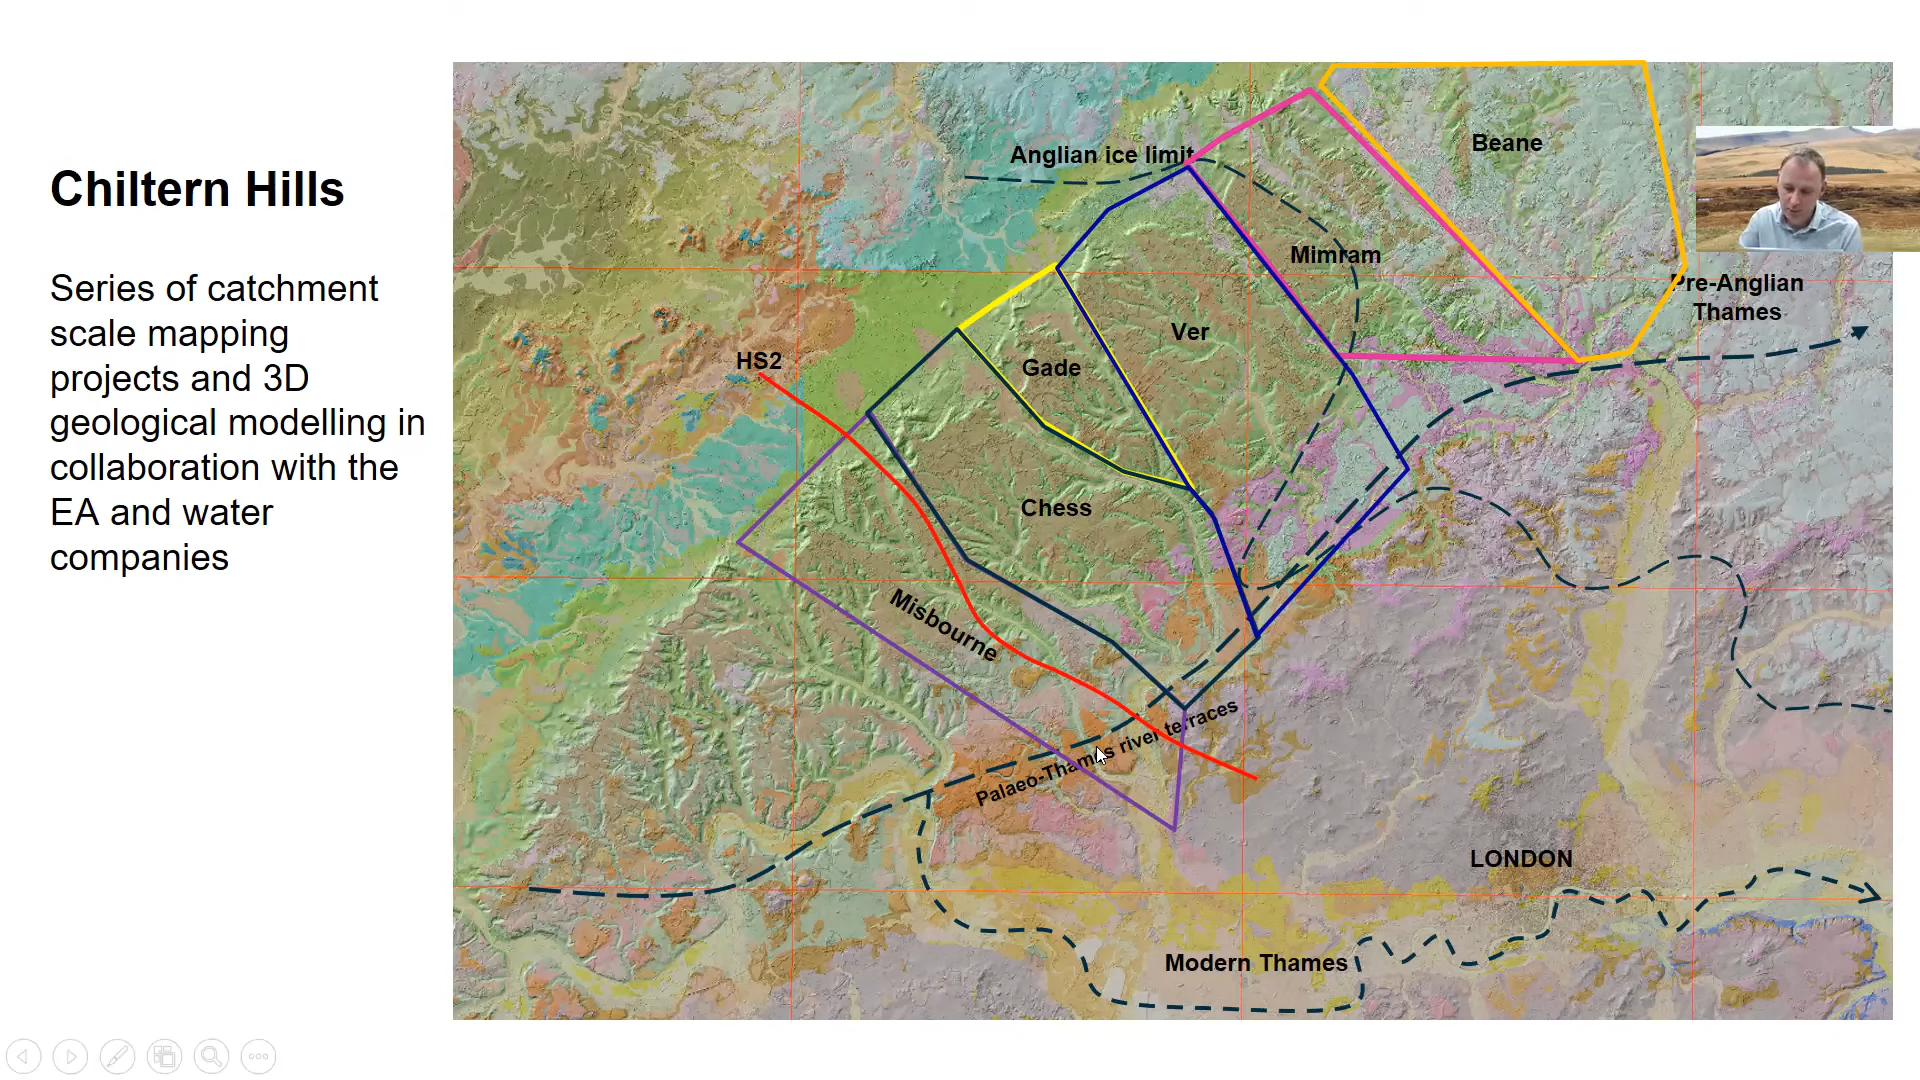 Chiltern Hills
Series of catchment
scale mapping
projects and 3D
geological modelling in
collaboration with the
EA and water
companies
Anglian ice limit
Beane
Mimram
Pre-Anglian
Thames
Ver
HS2
Gade
Chess
Misbourne
Palaeo-Thames river terraces
LONDON
Modern Thames